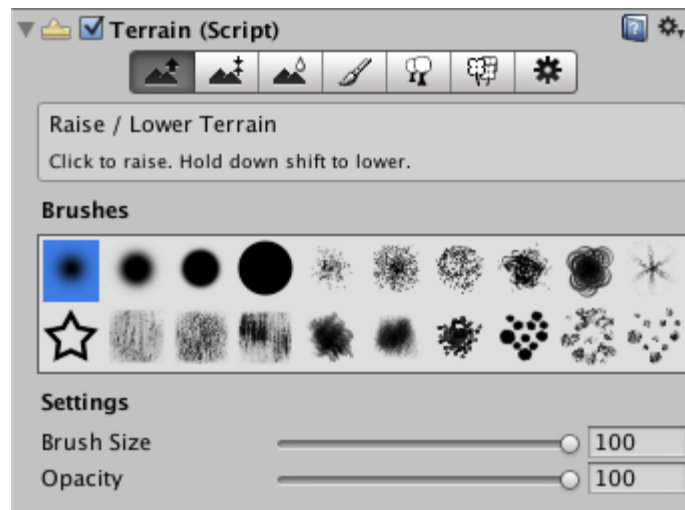 Terrain (Script)
Raise / Lower Terrain
Click to raise. Hold down shift to lower.
Brushes
Settings
Brush Size 100
Opacity 100